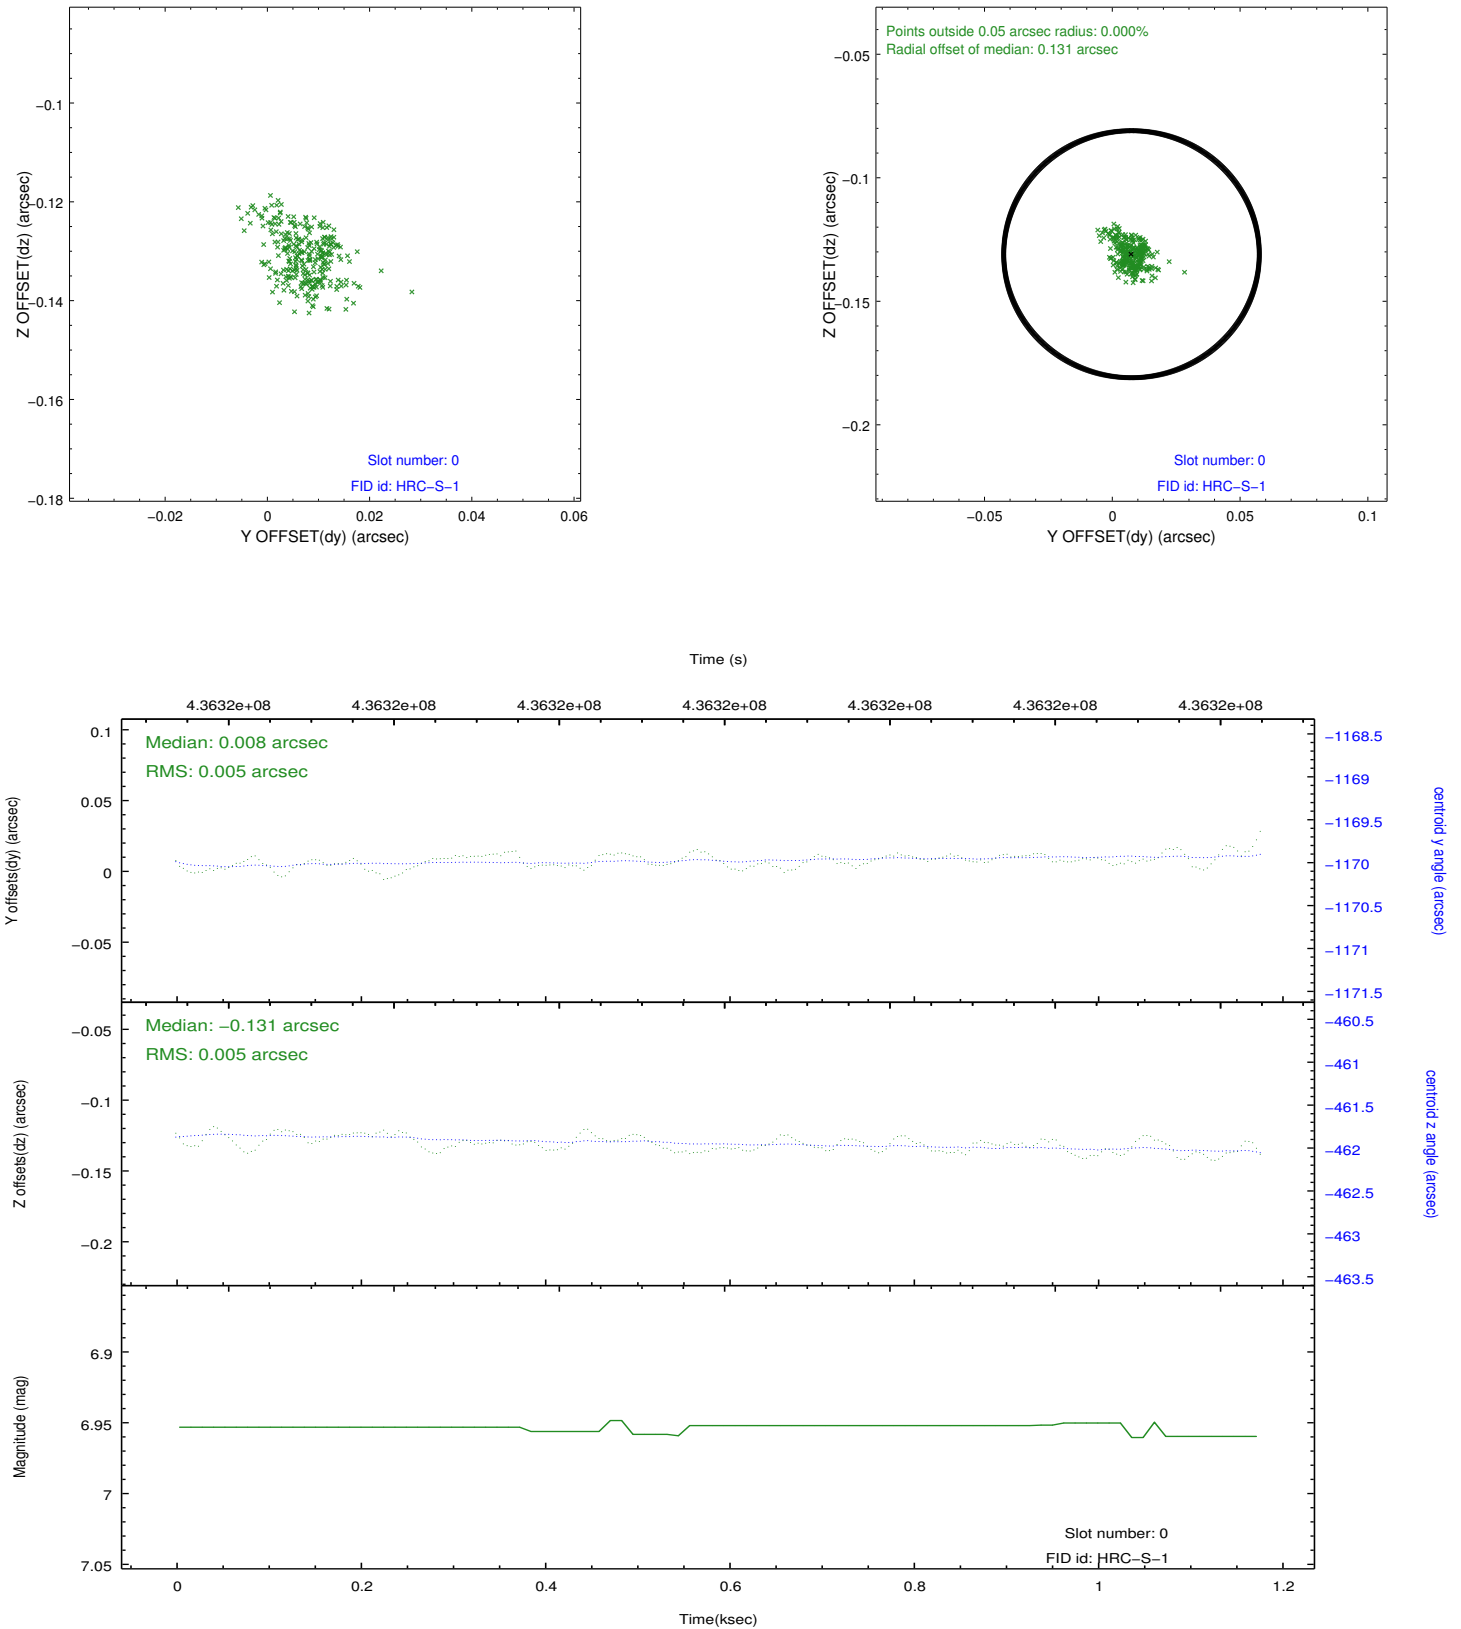 −0.1
−0.12
−0.14
−0.16
−0.18
Z OFFSET(dz) (arcsec)
Slot number: 0
FID id: HRC−S−1
−0.02
0
0.02
0.04
0.06
Y OFFSET(dy) (arcsec)
Points outside 0.05 arcsec radius: 0.000%
Radial offset of median: 0.131 arcsec
−0.05
−0.1
−0.15
−0.2
Z OFFSET(dz) (arcsec)
Slot number: 0
FID id: HRC−S−1
−0.05
0
0.05
0.1
Y OFFSET(dy) (arcsec)
Time (s)
4.3632e+08 4.3632e+08 4.3632e+08 4.3632e+08 4.3632e+08 4.3632e+08 4.3632e+08
Median: 0.008 arcsec
RMS: 0.005 arcsec
0.1
0.05
0
−0.05
Y offsets(dy) (arcsec)
−1168.5
−1169
−1169.5
−1170
−1170.5
−1171
−1171.5
centroid y angle (arcsec)
Median: −0.131 arcsec
RMS: 0.005 arcsec
−0.05
−0.1
−0.15
−0.2
Z offsets(dz) (arcsec)
−460.5
−461
−461.5
−462
−462.5
−463
−463.5
centroid z angle (arcsec)
6.9
6.95
7
7.05
Magnitude (mag)
Slot number: 0
FID id: HRC−S−1
0
0.2
0.4
0.6
0.8
1
1.2
Time(ksec)